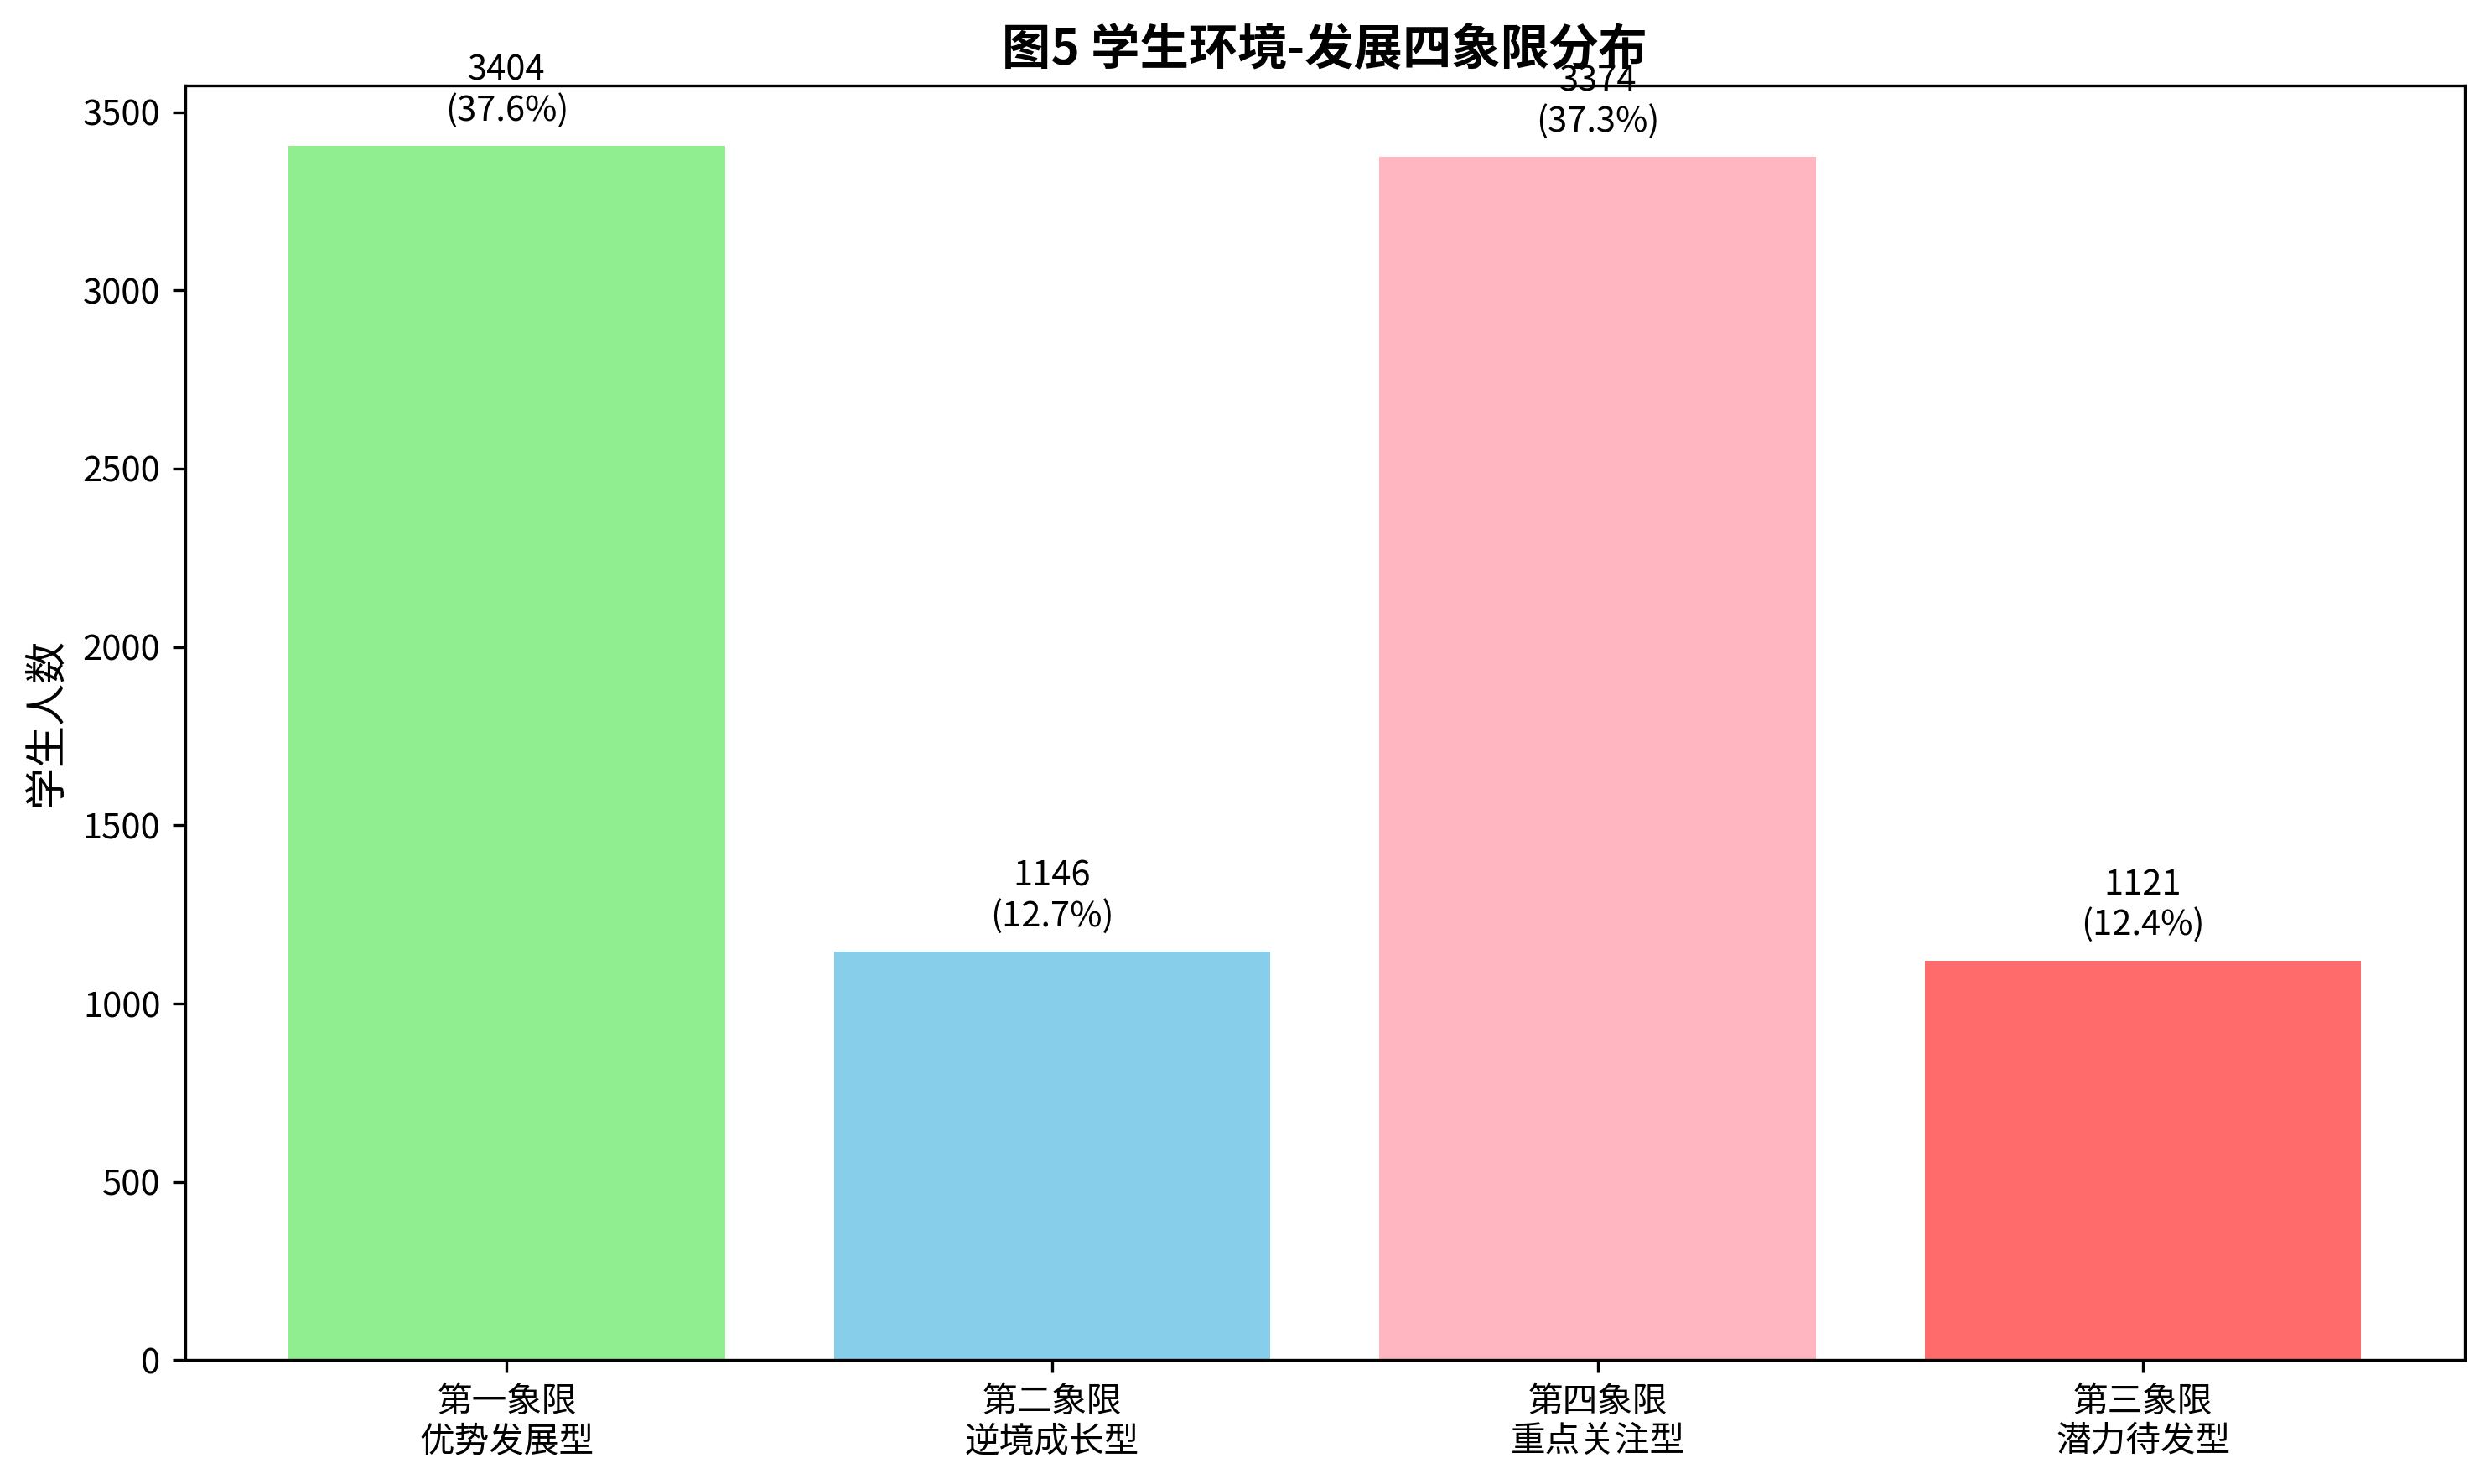 图5 学生环境-发展四象限分布
3404
(37.6%)
3374
(37.3%)
1146
(12.7%)
1121
(12.4%)
学生人数
3500
3000
2500
2000
1500
1000
500
0
第一象限
优势发展型
第二象限
逆境成长型
第四象限
重点关注型
第三象限
潜力待发型